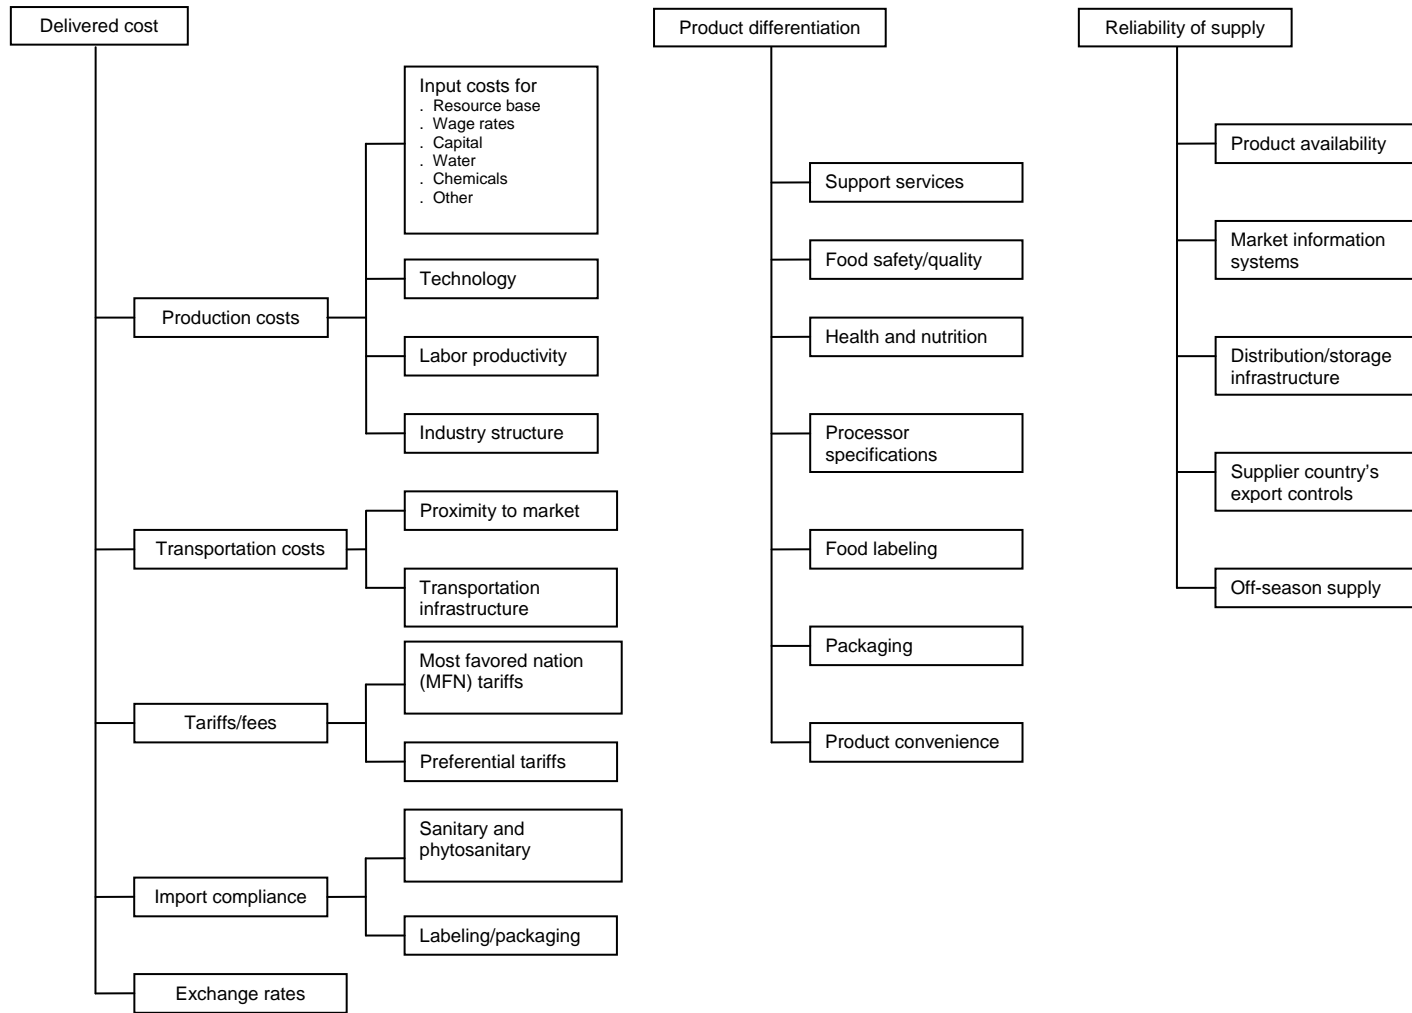 Delivered cost
Input costs for
. Resource base
. Wage rates
. Capital
. Water
. Chemicals
. Other
Technology
Production costs
Labor productivity
Industry structure
Proximity to market
Transportation costs
Transportation
infrastructure
Most favored nation
(MFN) tariffs
Tariffs/fees
Preferential tariffs
Sanitary and
phytosanitary
Import compliance
Labeling/packaging
Exchange rates
Product differentiation
Support services
Food safety/quality
Health and nutrition
Processor
specifications
Food labeling
Packaging
Product convenience
Reliability of supply
Product availability
Market information
systems
Distribution/storage
infrastructure
Supplier country’s
export controls
Off-season supply